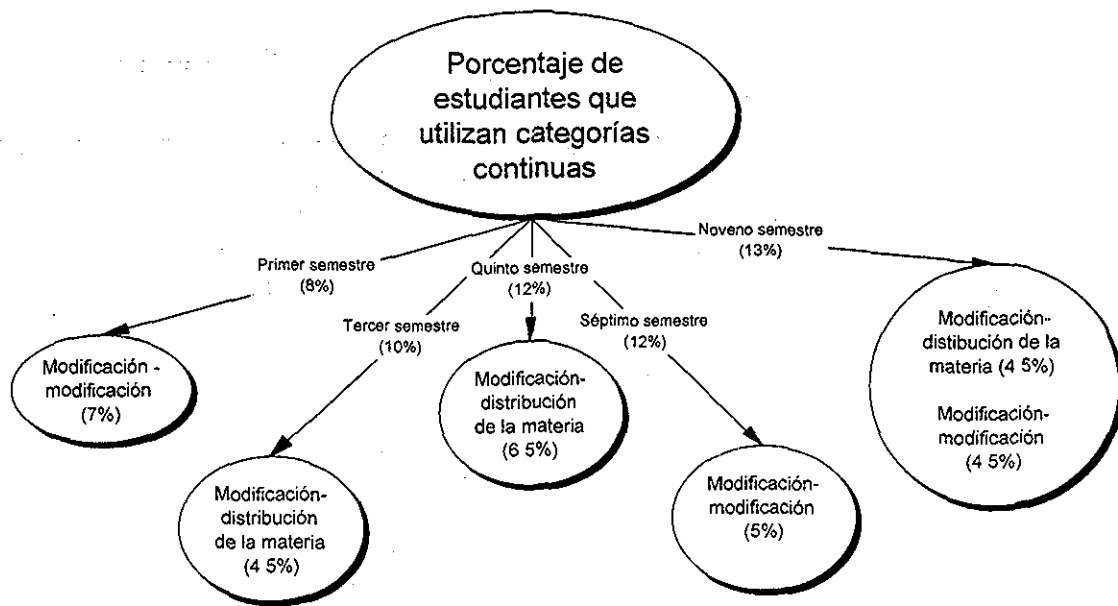 Porcentaje de
estudiantes que
utilizan categorías
continuas
Primer semestre
(8%)
Tercer semestre
(10%)
Quinto semestre
(12%)
Séptimo semestre
(12%)
Noveno semestre
(13%)
Modificación -
modificación
(7%)
Modificación-
distribución
de la materia
(4 5%)
Modificación-
distribución
de la materia
(6 5%)
Modificación-
modificación
(5%)
Modificación-
distibución de la
materia (4 5%)
Modificación-
modificación
(4 5%)